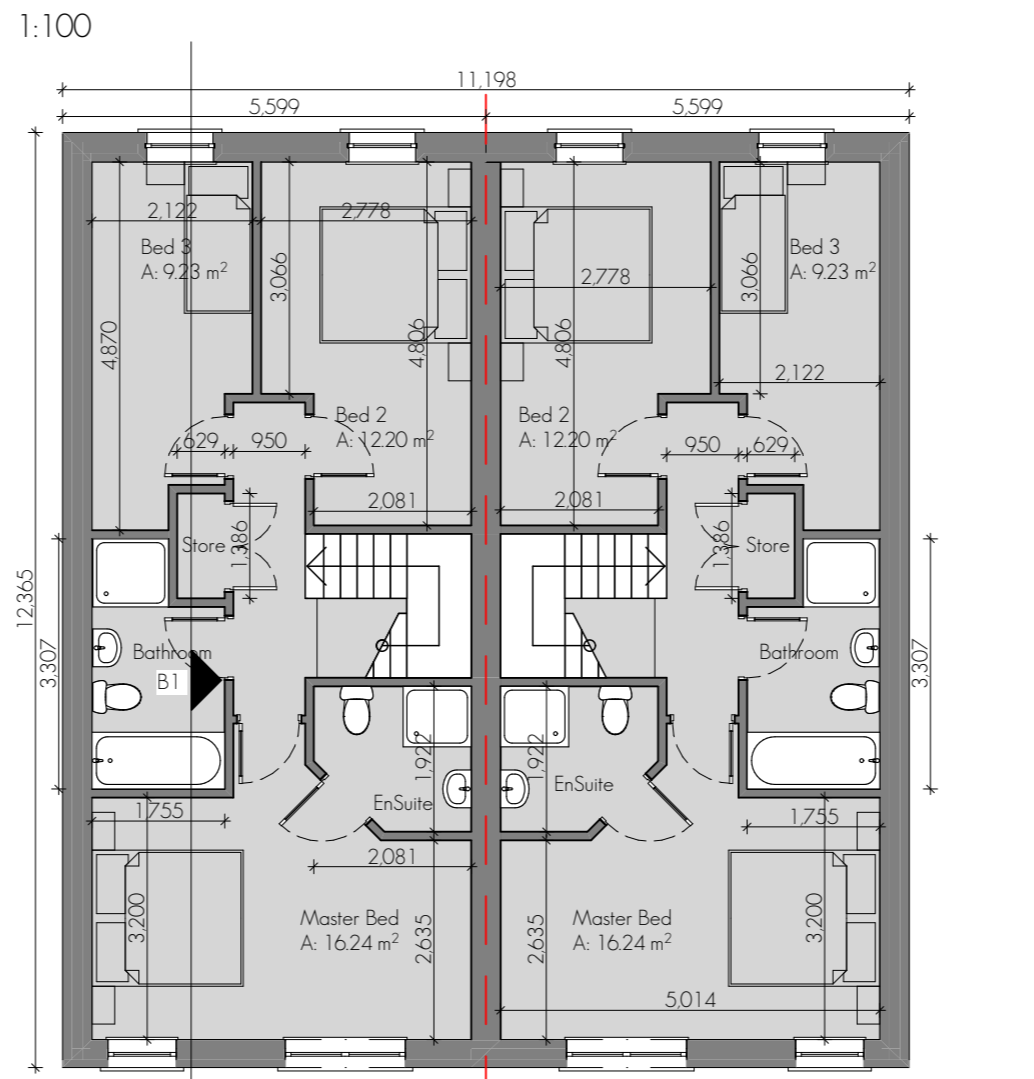 1:100
11,198
5,599
5,599
2,122
2,778
Bed 3
A: 9.23 m²
3,066
2,778
3,066
Bed 3
A: 9.23 m²
4,870
4,806
4,806
2,122
Bed 2
A: 12.20 m²
Bed 2
A: 12.20 m²
629
950
950
629
2,081
2,081
Store
1,386
1,386
Store
12,365
3,307
Bathroom
B1
Bathroom
3,307
1,922
1,922
EnSuite
EnSuite
1,755
1,755
2,081
3,200
Master Bed
A: 16.24 m²
2,635
2,635
Master Bed
A: 16.24 m²
3,200
5,014